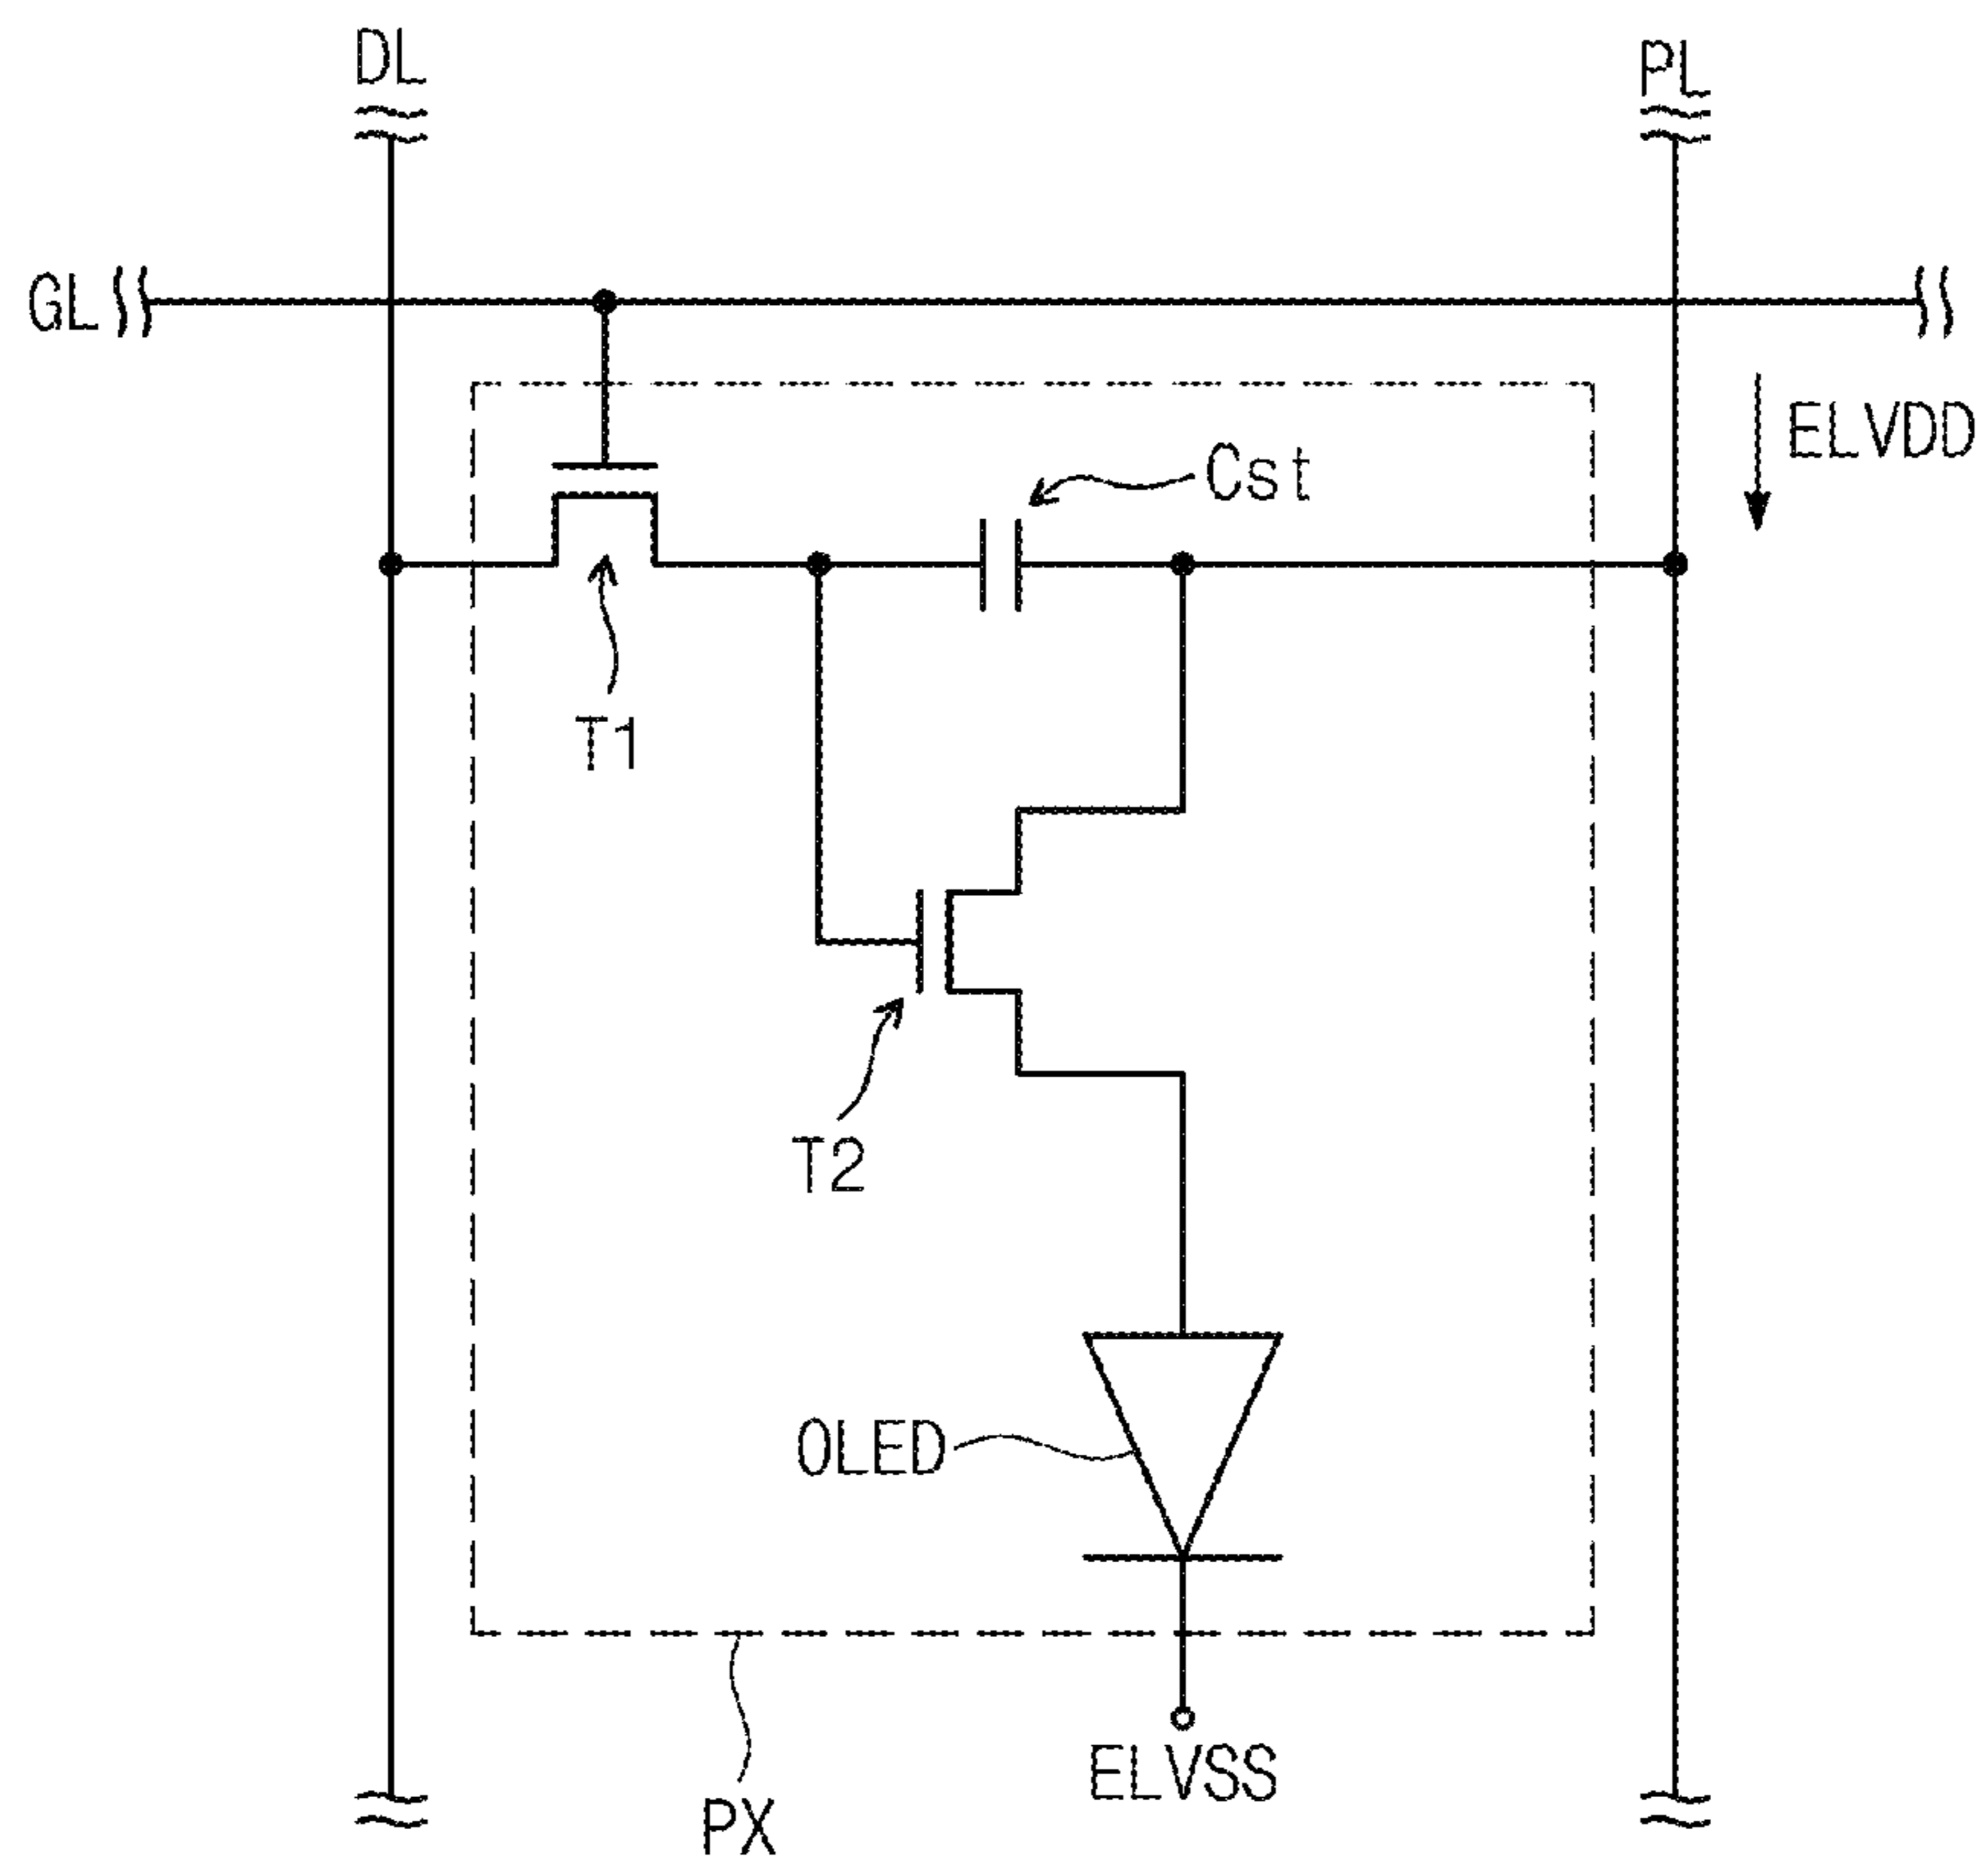 DL
PL
GL
ELVDD
Cst
T1
T2
OLED
ELVSS
PX